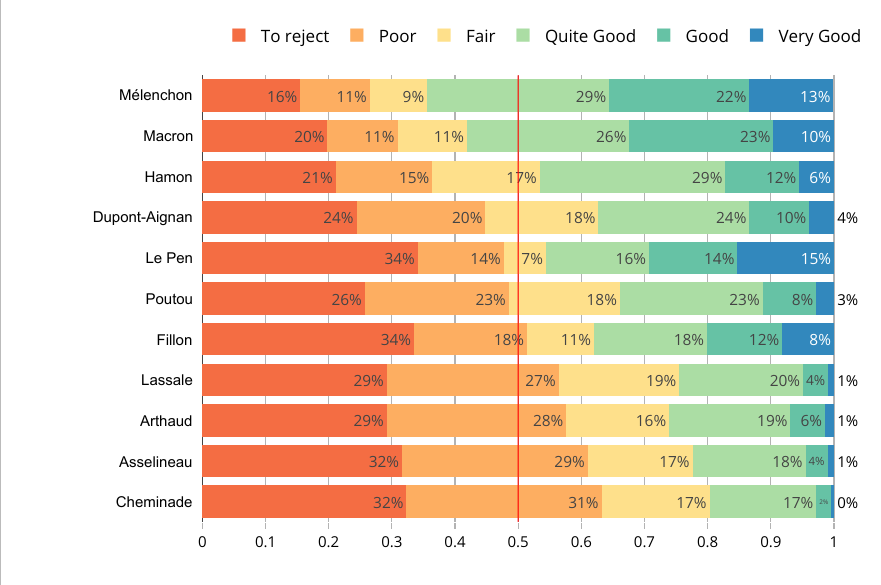 To reject Poor Fair Quite Good Good Very Good
Mélenchon 16% 11% 9% 29% 22% 13%
Macron 20% 11% 11% 26% 23% 10%
Hamon 21% 15% 17% 29% 12% 6%
Dupont-Aignan 24% 20% 18% 24% 10% 4%
Le Pen 34% 14% 7% 16% 14% 15%
Poutou 26% 23% 18% 23% 8% 3%
Fillon 34% 18% 11% 18% 12% 8%
Lassale 29% 27% 19% 20% 4% 1%
Arthaud 29% 28% 16% 19% 6% 1%
Asselineau 32% 29% 17% 18% 4% 1%
Cheminade 32% 31% 17% 17% 2% 0%
0 0.1 0.2 0.3 0.4 0.5 0.6 0.7 0.8 0.9 1